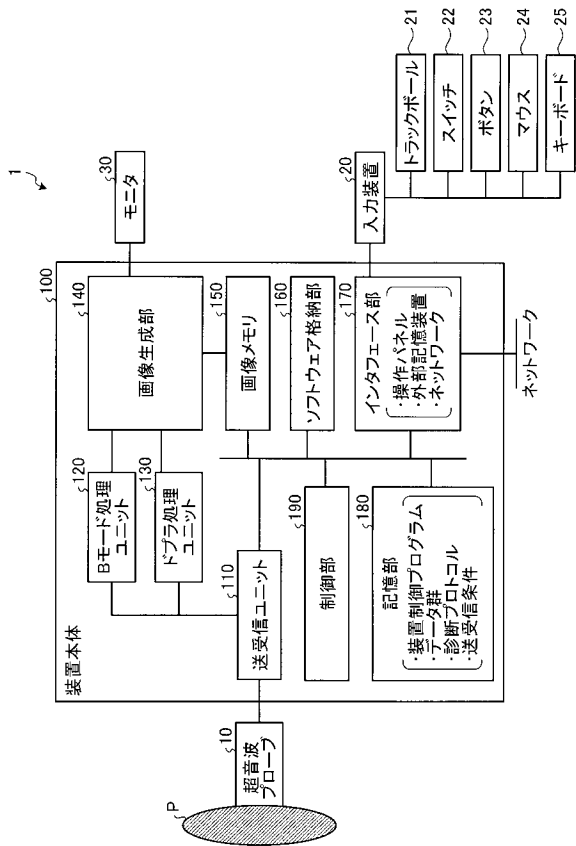 1
P
10
超音波
プローブ
装置本体
100
110
送受信ユニット
120
Bモード処理
ユニット
130
ドプラ処理
ユニット
140
画像生成部
150
画像メモリ
160
ソフトウェア格納部
170
インタフェース部
・操作パネル
・外部記憶装置
・ネットワーク
190
制御部
180
記憶部
・装置制御プログラム
・データ群
・診断プロトコル
・送受信条件
30
モニタ
20
入力装置
トラックボール
21
スイッチ
22
ボタン
23
マウス
24
キーボード
25
ネットワーク